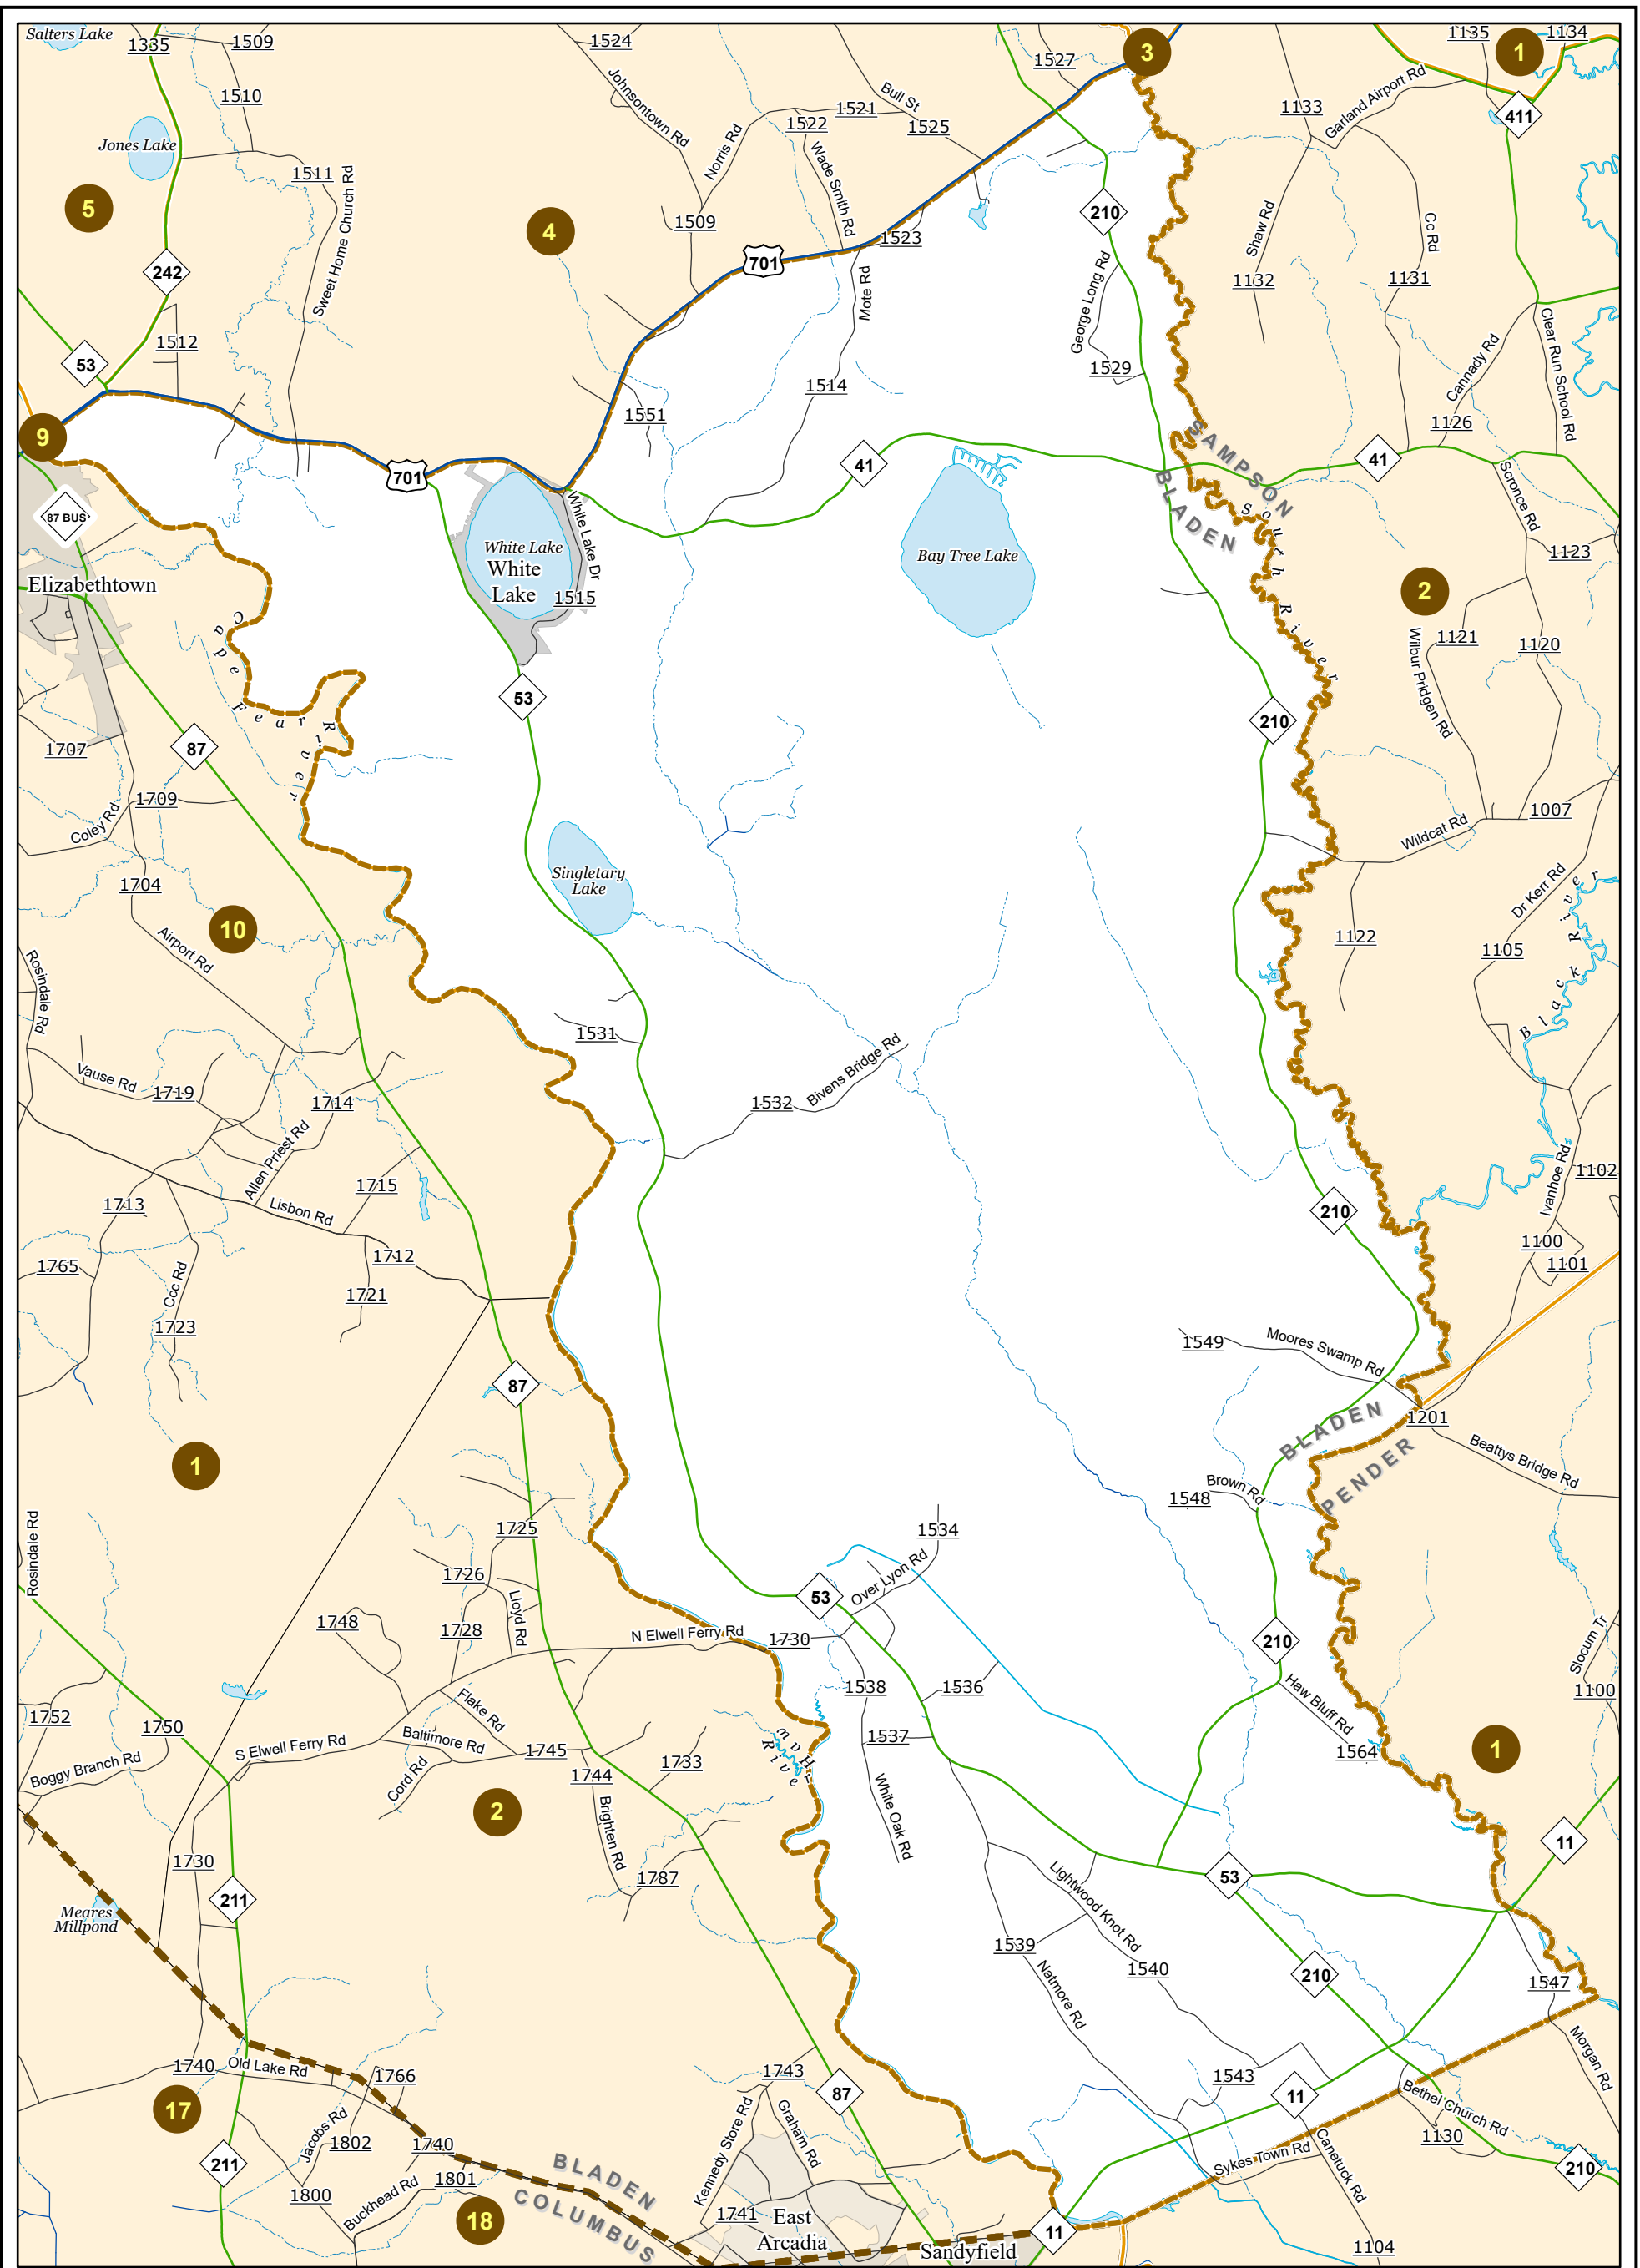 Salters Lake
1335
1509
1524
1527
3
1135
1134
1
1510
Johnsontown Rd
Bull St
1521
1522
1525
1133
Garland Airport Rd
411
Jones Lake
Norris Rd
Wade Smith Rd
1511
Sweet Home Church Rd
5
4
1509
1523
210
Shaw Rd
Cc Rd
242
701
Mote Rd
George Long Rd
1132
1131
1512
53
1514
1529
Cannady Rd
Clear Run School Rd
1551
1126
9
701
41
SAMPSON
BLADEN
41
Scronce Rd
87 BUS
White Lake
White
Lake
White Lake Dr
1515
Bay Tree Lake
South River
1123
Elizabethtown
2
Cape Fear River
1121
1120
Wilbur Pridgen Rd
53
210
1707
87
1709
Coley Rd
1007
Wildcat Rd
1704
Singletary
Lake
Dr Kerr Rd
10
Airport Rd
1122
1105
Black River
Rosindale Rd
1531
Bivens Bridge Rd
Vause Rd
1719
1714
1532
Allen Priest Rd
Ivanhoe Rd
1102
1715
1713
Lisbon Rd
210
1712
1100
1101
1765
Ccc Rd
1721
1723
1549
Moores Swamp Rd
87
BLADEN
PENDER
1201
Beattys Bridge Rd
1
Brown Rd
1548
Rosindale Rd
1725
1534
1726
Over Lyon Rd
53
Lloyd Rd
1748
1728
N Elwell Ferry Rd
1730
210
Slocum Tr
1538
1536
Haw Bluff Rd
1100
1752
1750
Flake Rd
Baltimore Rd
S Elwell Ferry Rd
1745
1537
1564
1
Boggy Branch Rd
Cord Rd
1744
1733
White Oak Rd
2
Brighten Rd
11
1730
1787
Lightwood Knot Rd
53
211
Meares
Millpond
1539
1540
Natmore Rd
210
1547
1740
Old Lake Rd
1766
1743
1543
Morgan Rd
17
87
11
Bethel Church Rd
Jacobs Rd
1802
1740
Kennedy Store Rd
Graham Rd
1130
211
1801
BLADEN
COLUMBUS
Sykes Town Rd
Canetuck Rd
210
1800
Buckhead Rd
18
1741
East
Arcadia
11
Sandyfield
1104